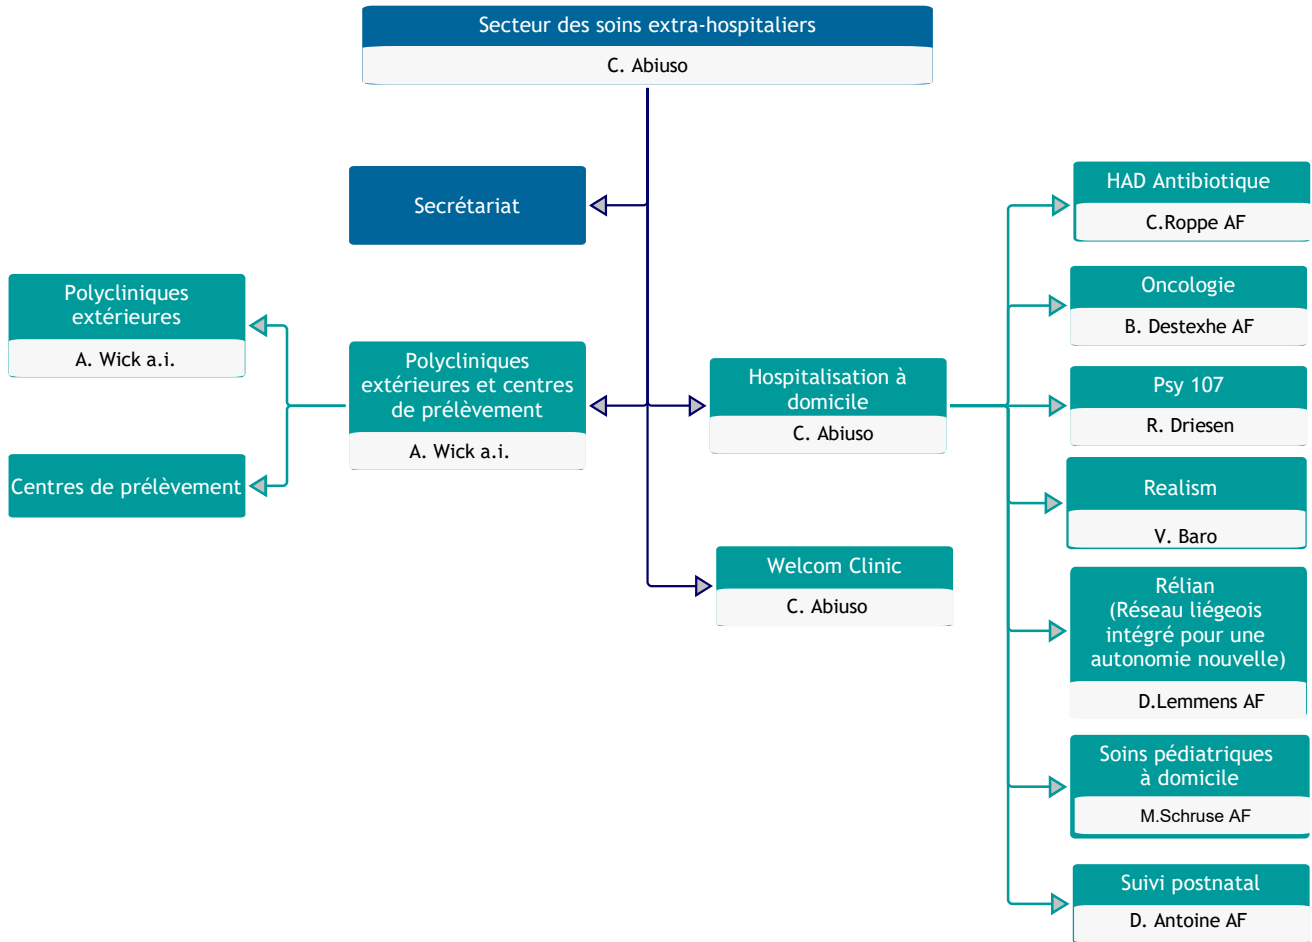 Secteur des soins extra-hospitaliers
C. Abiuso
Secrétariat
Polycliniques
extérieures
A. Wick a.i.
Centres de prélèvement
Polycliniques
extérieures et centres
de prélèvement
A. Wick a.i.
Hospitalisation à
domicile
C. Abiuso
Welcom Clinic
C. Abiuso
HAD Antibiotique
C.Roppe AF
Oncologie
B. Destexhe AF
Psy 107
R. Driesen
Realism
V. Baro
Rélian
(Réseau liégeois
intégré pour une
autonomie nouvelle)
D.Lemmens AF
Soins pédiatriques
à domicile
M.Schruse AF
Suivi postnatal
D. Antoine AF